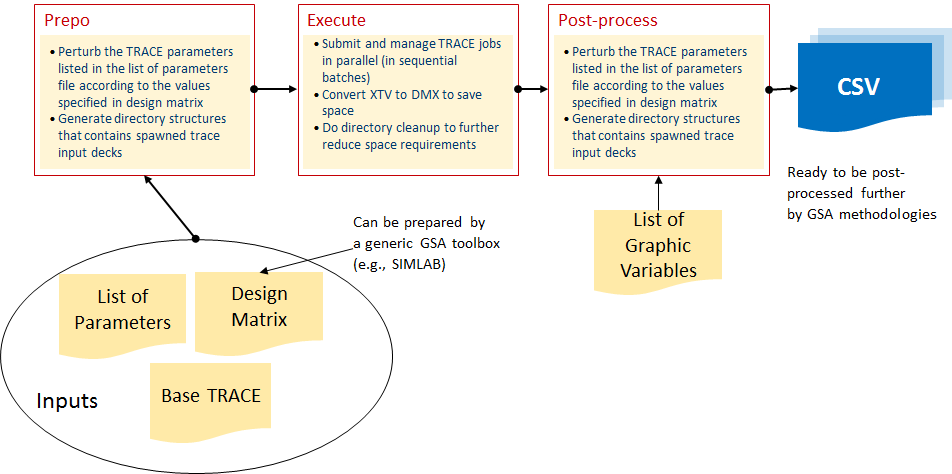 Prepo
• Perturb the TRACE parameters
listed in the list of parameters
file according to the values
specified in design matrix
• Generate directory structures
that contains spawned trace
input decks
Execute
• Submit and manage TRACE jobs
in parallel (in sequential
batches)
• Convert XTV to DMX to save
space
• Do directory cleanup to further
reduce space requirements
Post-process
• Perturb the TRACE parameters
listed in the list of parameters
file according to the values
specified in design matrix
• Generate directory structures
that contains spawned trace
input decks
CSV
Ready to be post-
processed further
by GSA methodologies
List of
Graphic
Variables
Can be prepared by
a generic GSA toolbox
(e.g., SIMLAB)
List of
Parameters
Design
Matrix
Base TRACE
Inputs